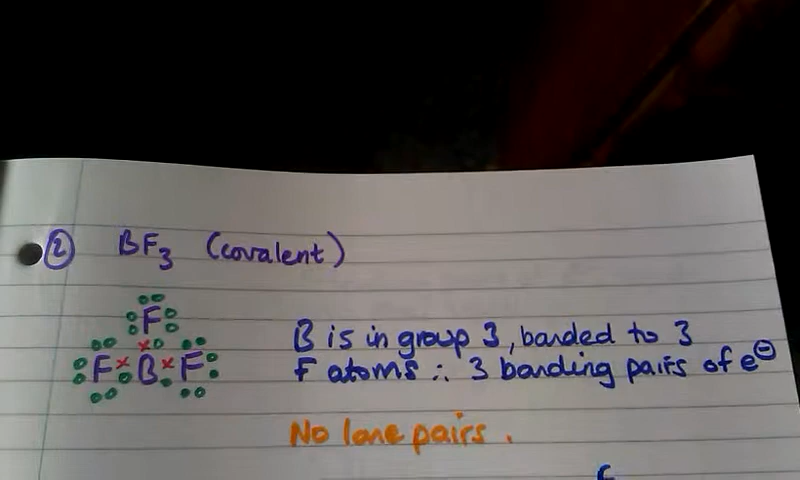 ② BF₃ (covalent)
F
F × B × F
B is in group 3, bonded to 3
F atoms ∴ 3 bonding pairs of e⊖
No lone pairs.